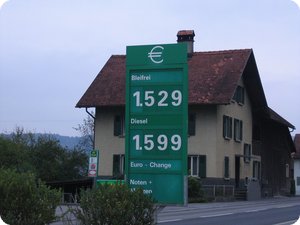 €
Bleifrei
1.529
Diesel
1.599
Euro - Change
Noten +